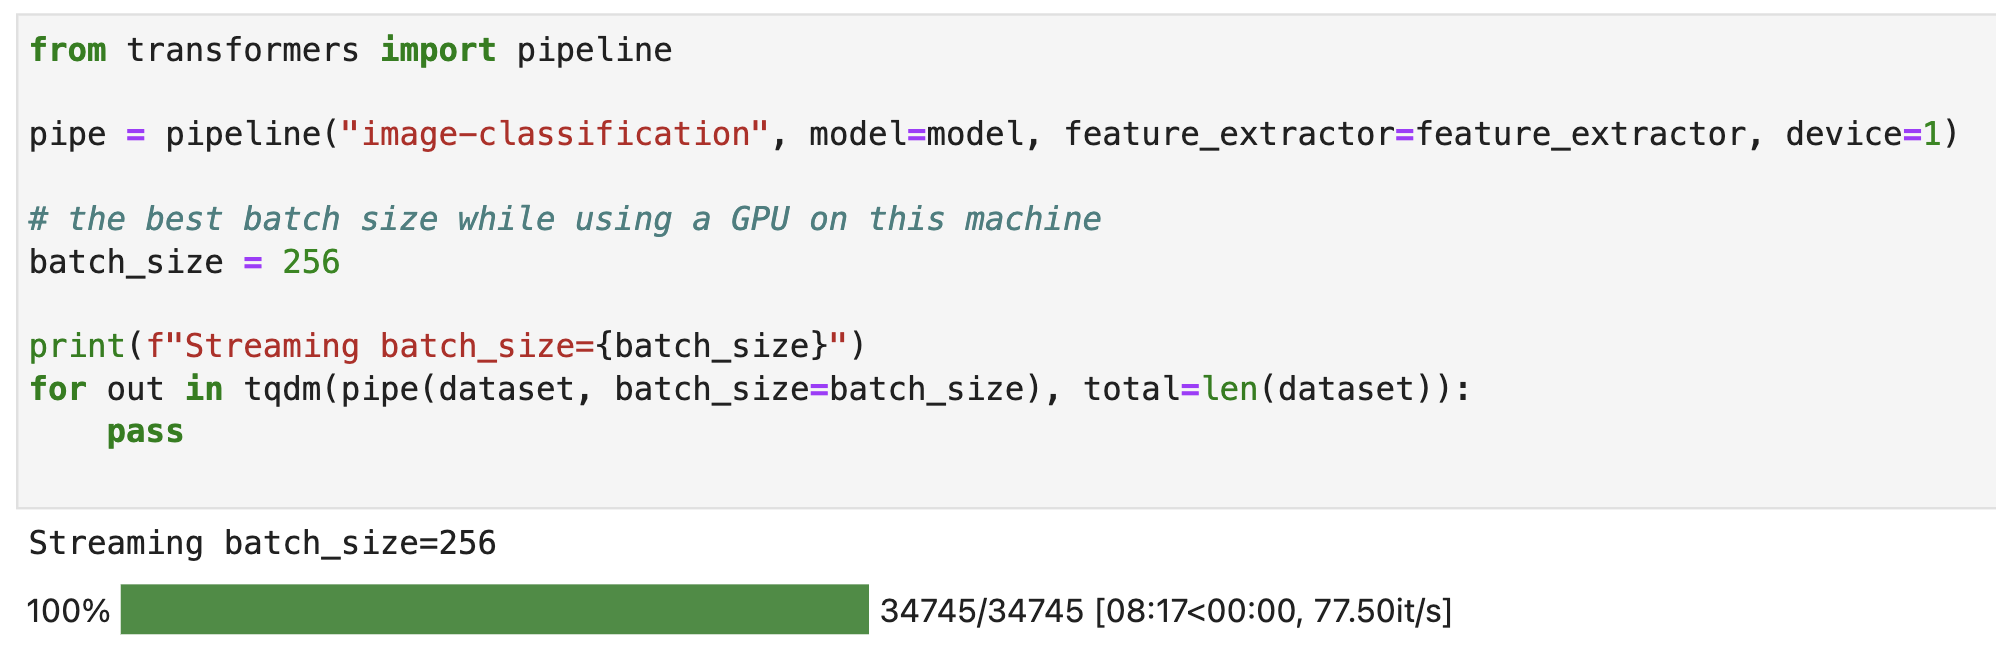 from transformers import pipeline
pipe = pipeline("image-classification", model=model, feature_extractor=feature_extractor, device=1)
# the best batch size while using a GPU on this machine
batch_size = 256
print(f"Streaming batch_size={batch_size}")
for out in tqdm(pipe(dataset, batch_size=batch_size), total=len(dataset)):
    pass
Streaming batch_size=256
100% 34745/34745 [08:17<00:00, 77.50it/s]